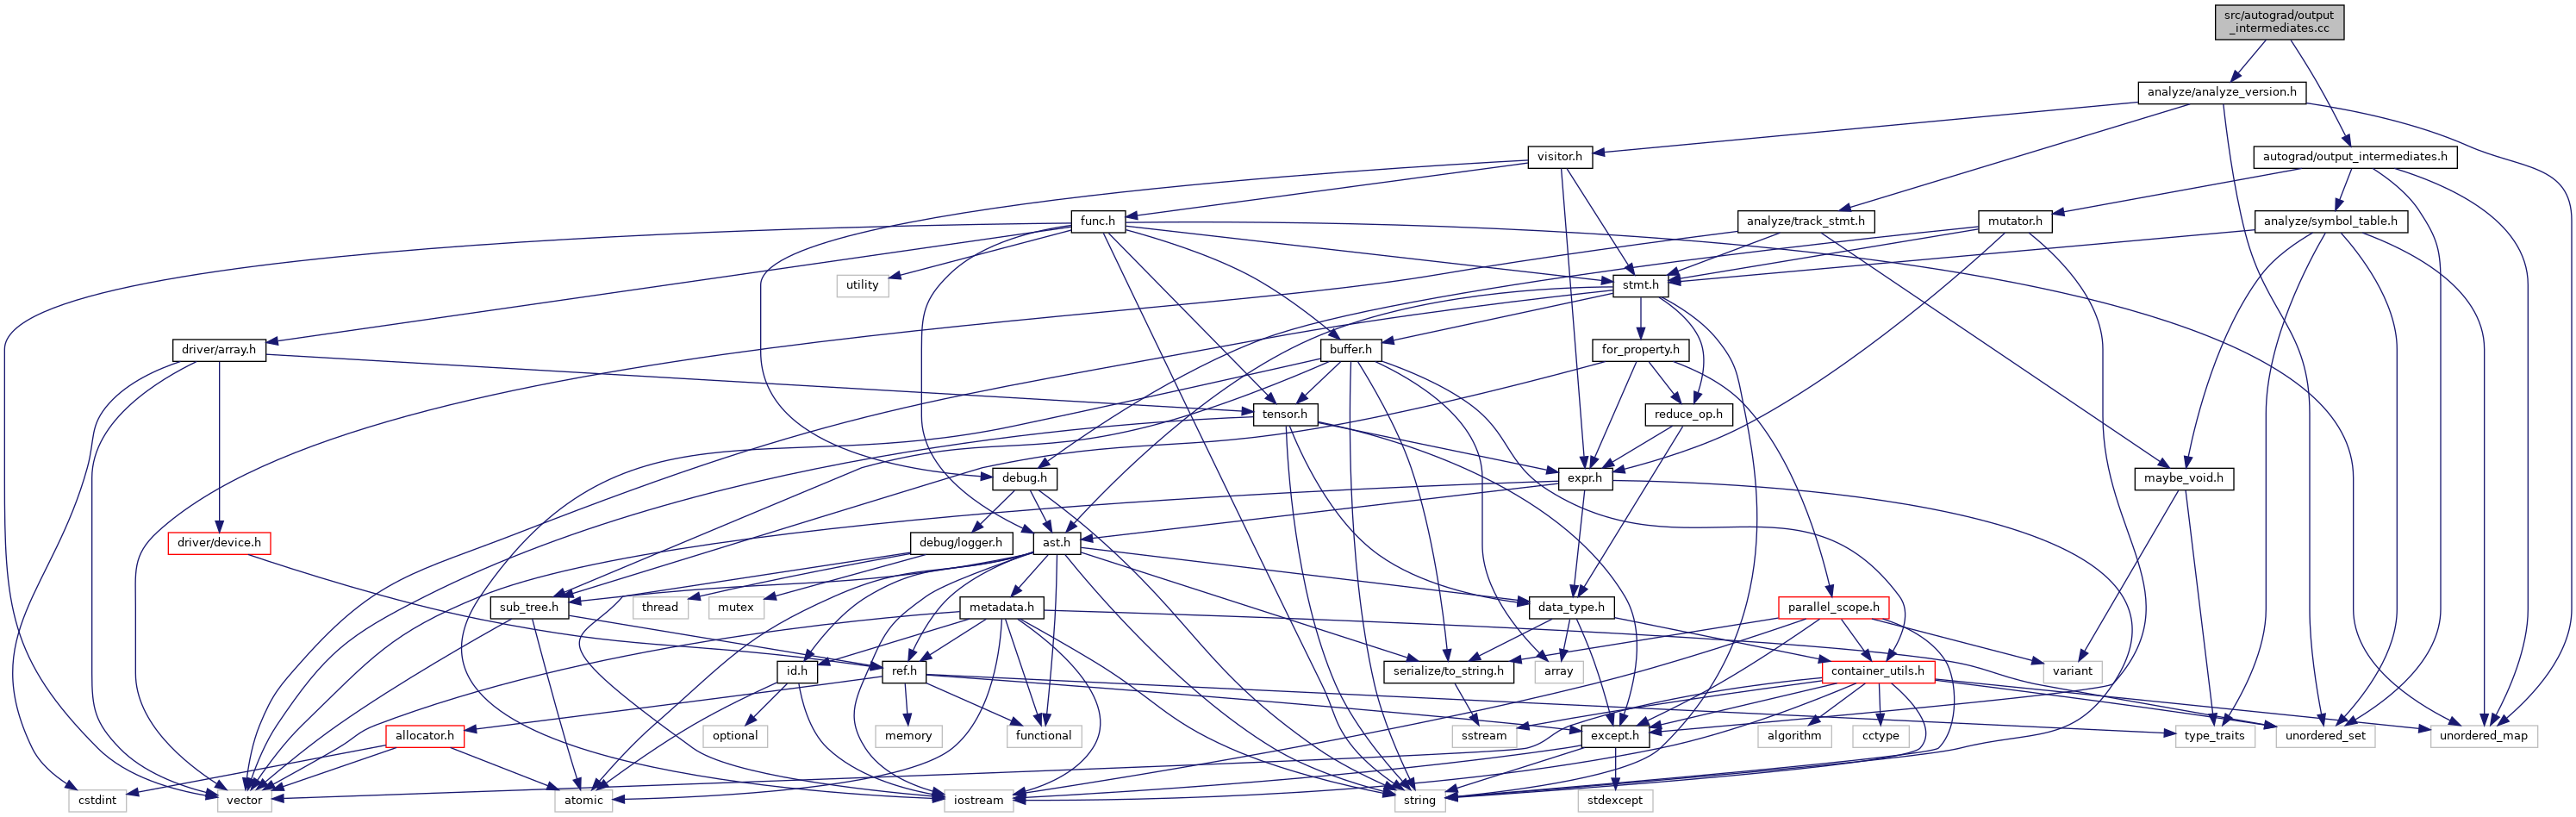 src/autograd/output
_intermediates.cc
analyze/analyze_version.h
visitor.h
autograd/output_intermediates.h
func.h
analyze/track_stmt.h
mutator.h
analyze/symbol_table.h
utility
stmt.h
driver/array.h
buffer.h
for_property.h
tensor.h
reduce_op.h
debug.h
expr.h
maybe_void.h
driver/device.h
debug/logger.h
ast.h
sub_tree.h
thread
mutex
metadata.h
data_type.h
parallel_scope.h
id.h
ref.h
serialize/to_string.h
array
container_utils.h
variant
allocator.h
optional
memory
functional
sstream
except.h
algorithm
cctype
type_traits
unordered_set
unordered_map
cstdint
vector
atomic
iostream
string
stdexcept